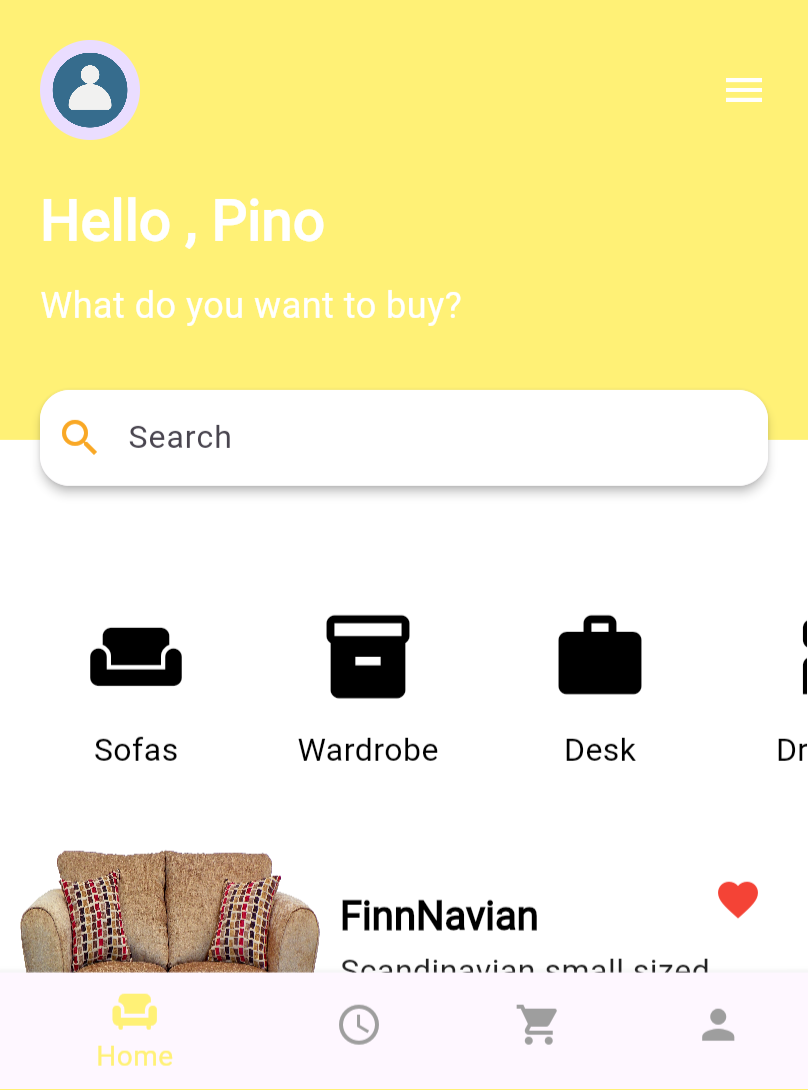 Hello , Pino
What do you want to buy?
Search
Sofas
Wardrobe
Desk
Dr
FinnNavian
Scandinavian small sized
Home